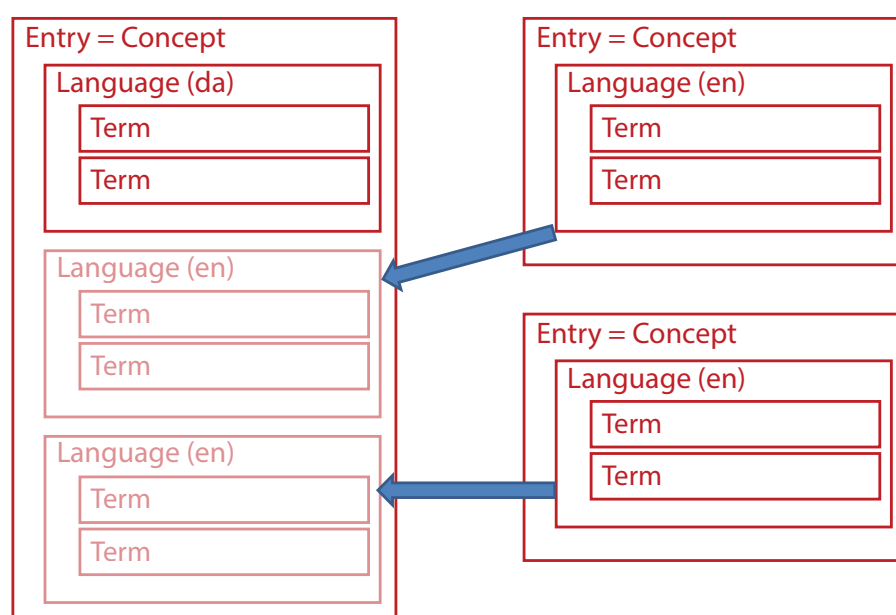 Entry = Concept
Language (da)
Term
Term
Language (en)
Term
Term
Language (en)
Term
Term
Entry = Concept
Language (en)
Term
Term
Entry = Concept
Language (en)
Term
Term